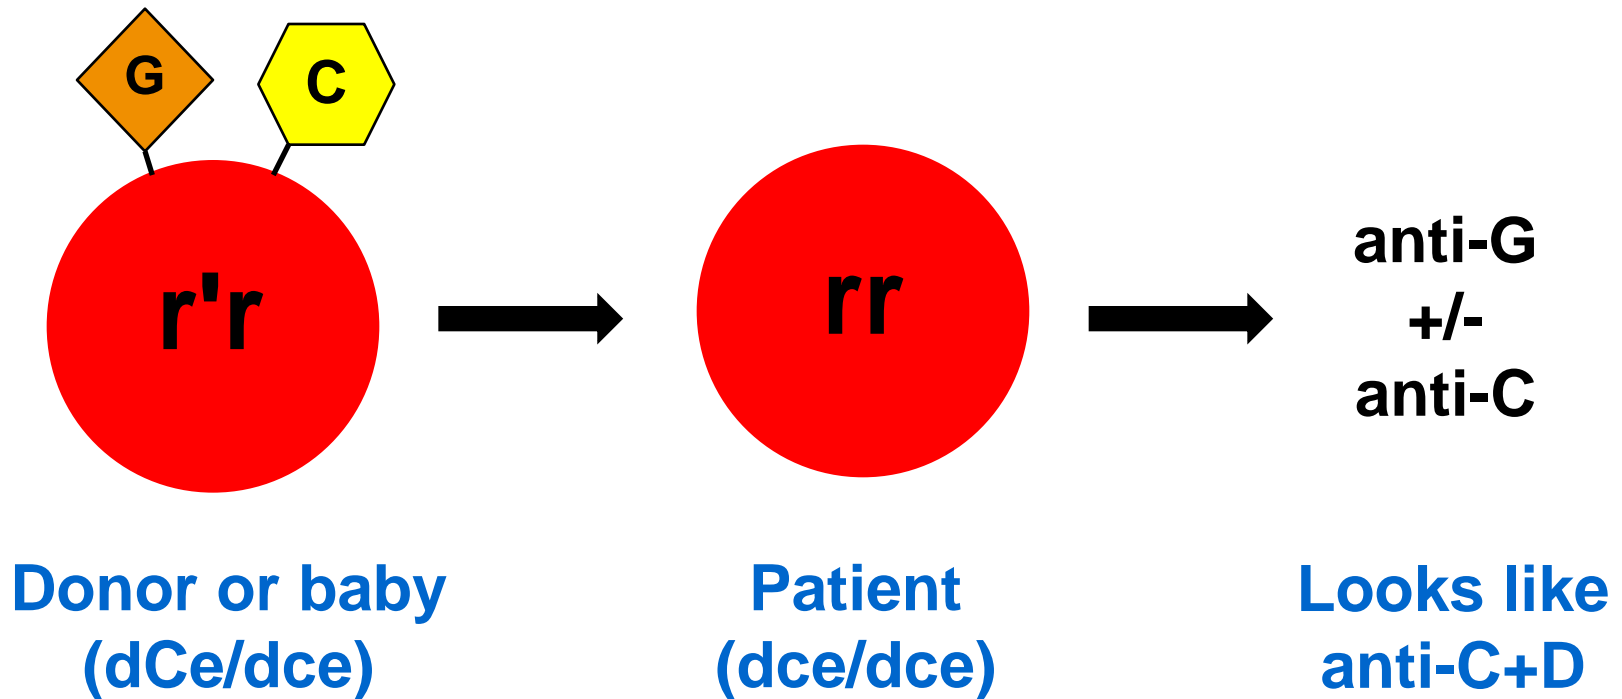 G
C
r'r
rr
anti-G
+/-
anti-C
Donor or baby
(dCe/dce)
Patient
(dce/dce)
Looks like
anti-C+D